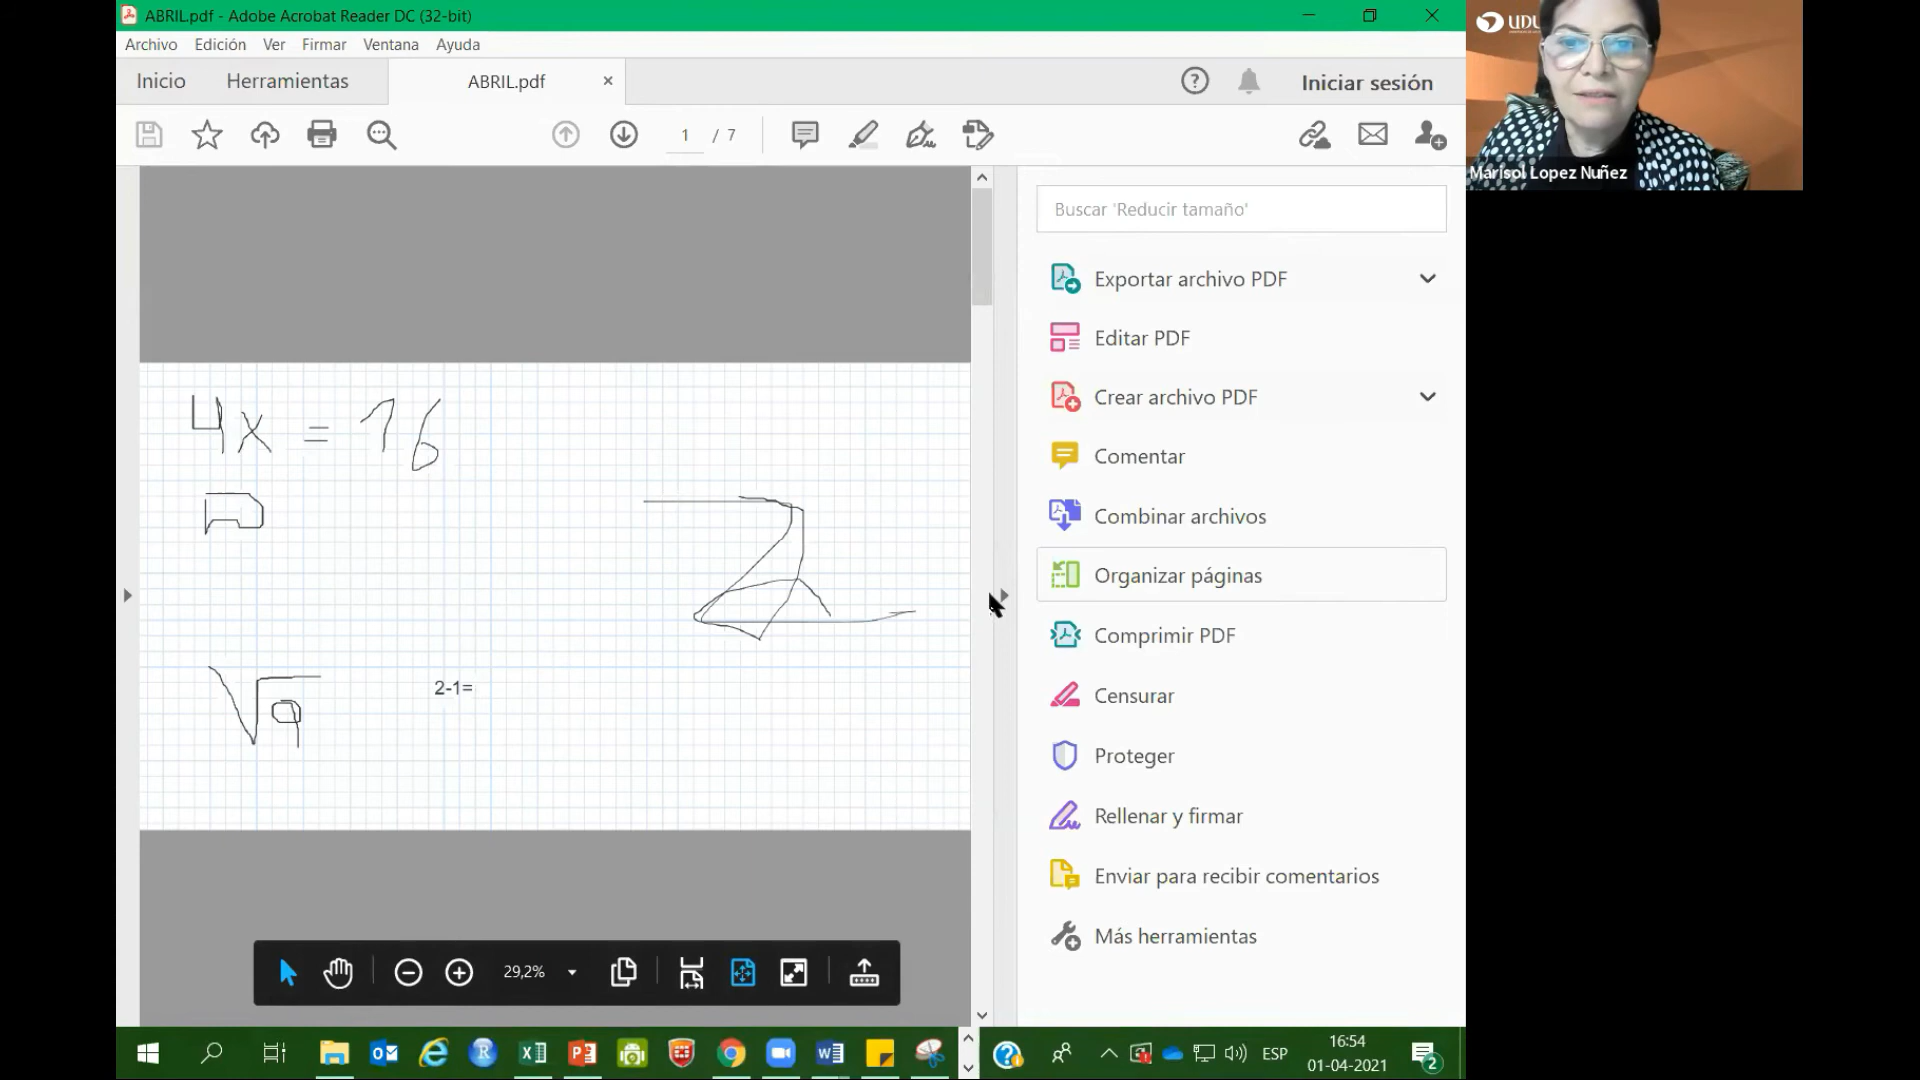 ABRIL.pdf - Adobe Acrobat Reader DC (32-bit)
Archivo Edición Ver Firmar Ventana Ayuda
Inicio Herramientas ABRIL.pdf Iniciar sesión
1 / 7
Marisol Lopez Nuñez
Buscar 'Reducir tamaño'
Exportar archivo PDF
Editar PDF
Crear archivo PDF
Comentar
Combinar archivos
Organizar páginas
Comprimir PDF
Censurar
Proteger
Rellenar y firmar
Enviar para recibir comentarios
Más herramientas
4x = 16
√9
2-1=
29,2%
ESP
16:54
01-04-2021
2